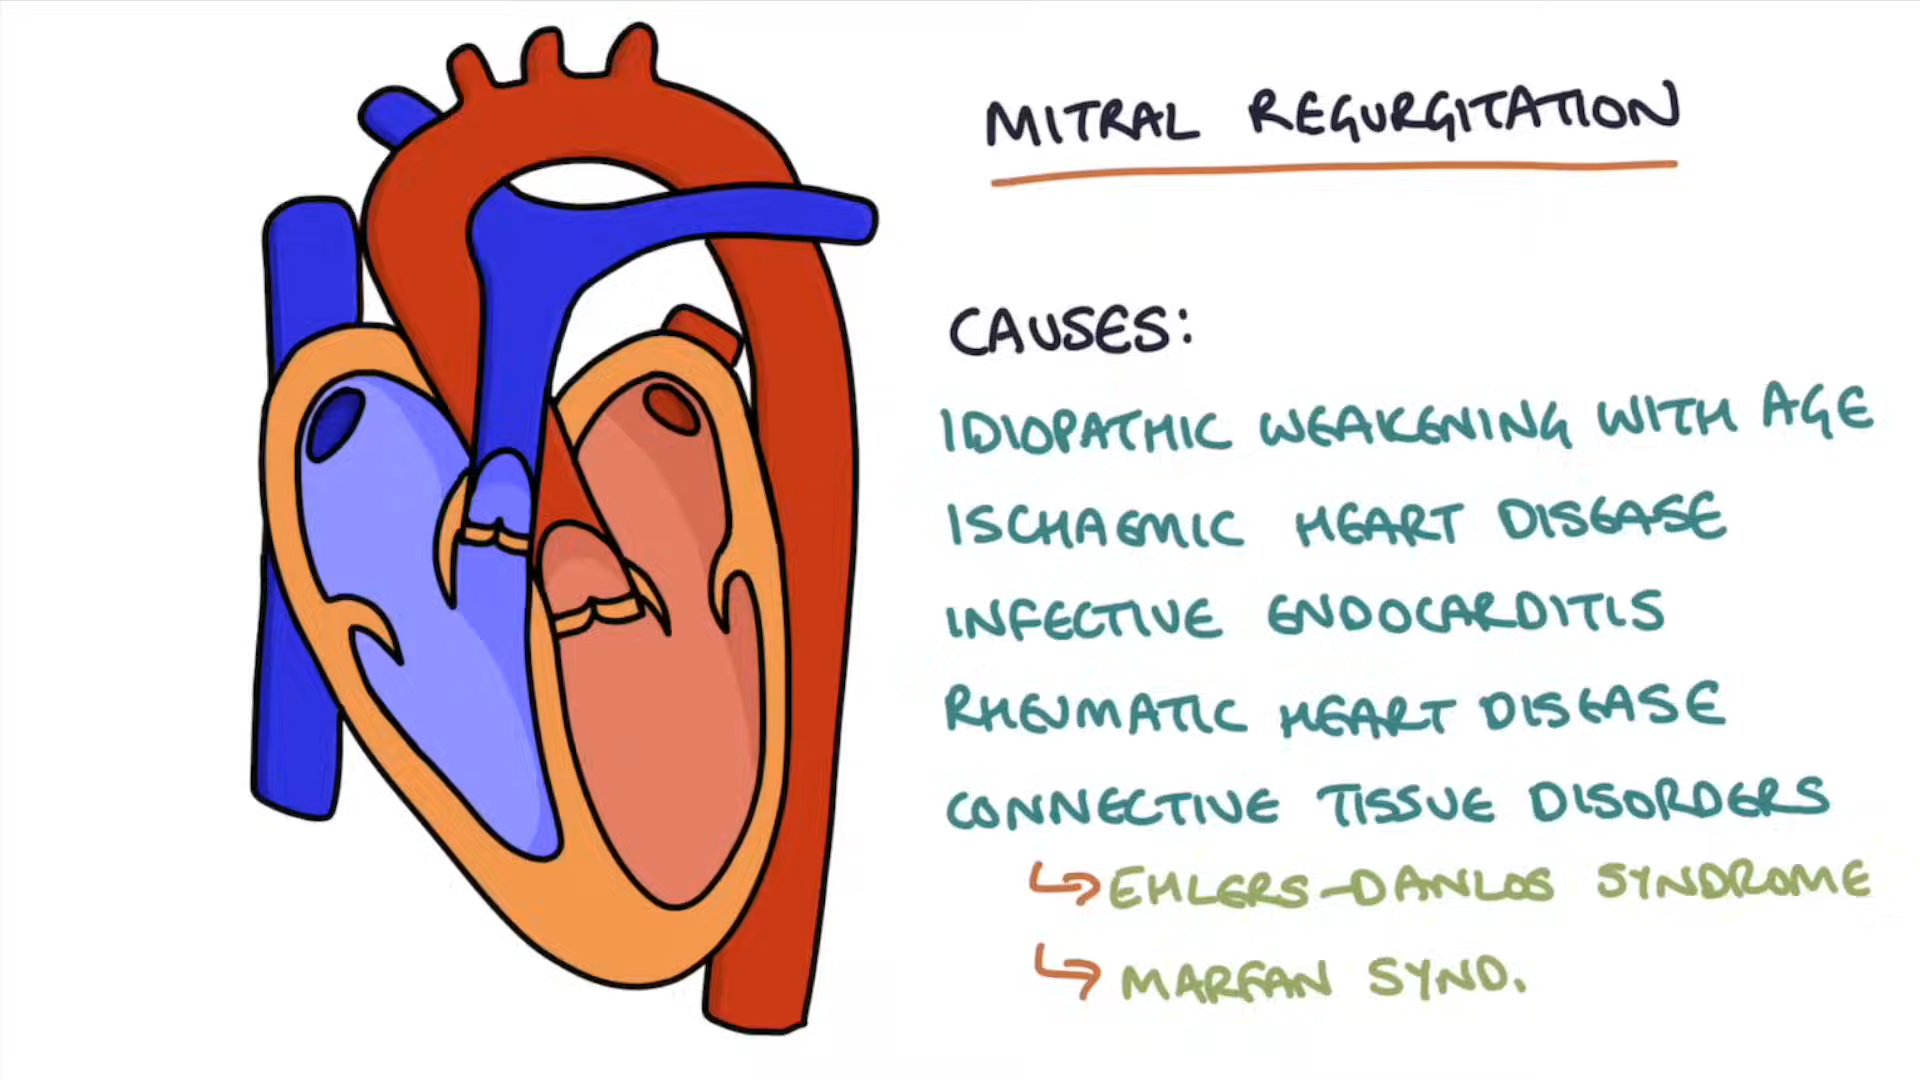 MITRAL REGURGITATION
CAUSES:
IDIOPATHIC WEAKENING WITH AGE
ISCHAEMIC HEART DISEASE
INFECTIVE ENDOCARDITIS
RHEUMATIC HEART DISEASE
CONNECTIVE TISSUE DISORDERS
↳ EHLERS-DANLOS SYNDROME
↳ MARFAN SYND.